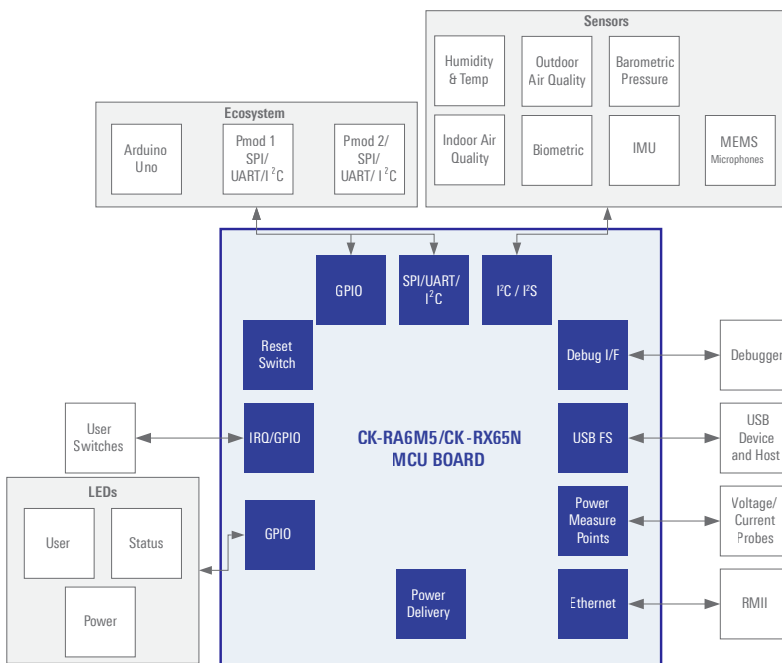 Sensors
Humidity
& Temp
Outdoor
Air Quality
Barometric
Pressure
Indoor Air
Quality
Biometric
IMU
MEMS
Microphones
Ecosystem
Arduino
Uno
Pmod 1
SPI/
UART/I²C
Pmod 2/
SPI/
UART/ I²C
GPIO
SPI/UART/
I²C
I²C / I²S
Reset
Switch
Debug I/F
Debugger
User
Switches
IRQ/GPIO
CK-RA6M5/CK-RX65N
MCU BOARD
USB FS
USB
Device
and Host
LEDs
User
Status
Power
GPIO
Power
Measure
Points
Voltage/
Current
Probes
Power
Delivery
Ethernet
RMII